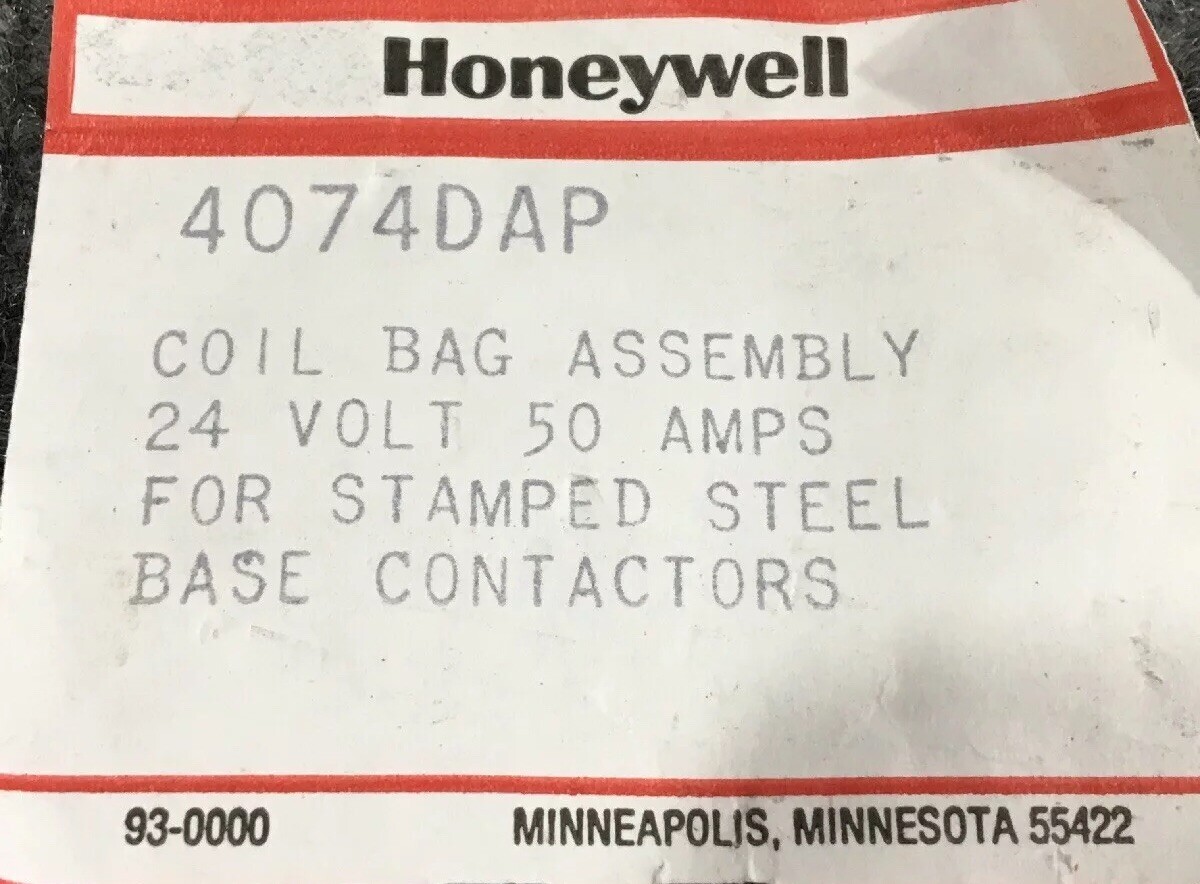 Honeywell
4074DAP
COIL BAG ASSEMBLY
24 VOLT 50 AMPS
FOR STAMPED STEEL
BASE CONTACTORS
93-0000 MINNEAPOLIS, MINNESOTA 55422